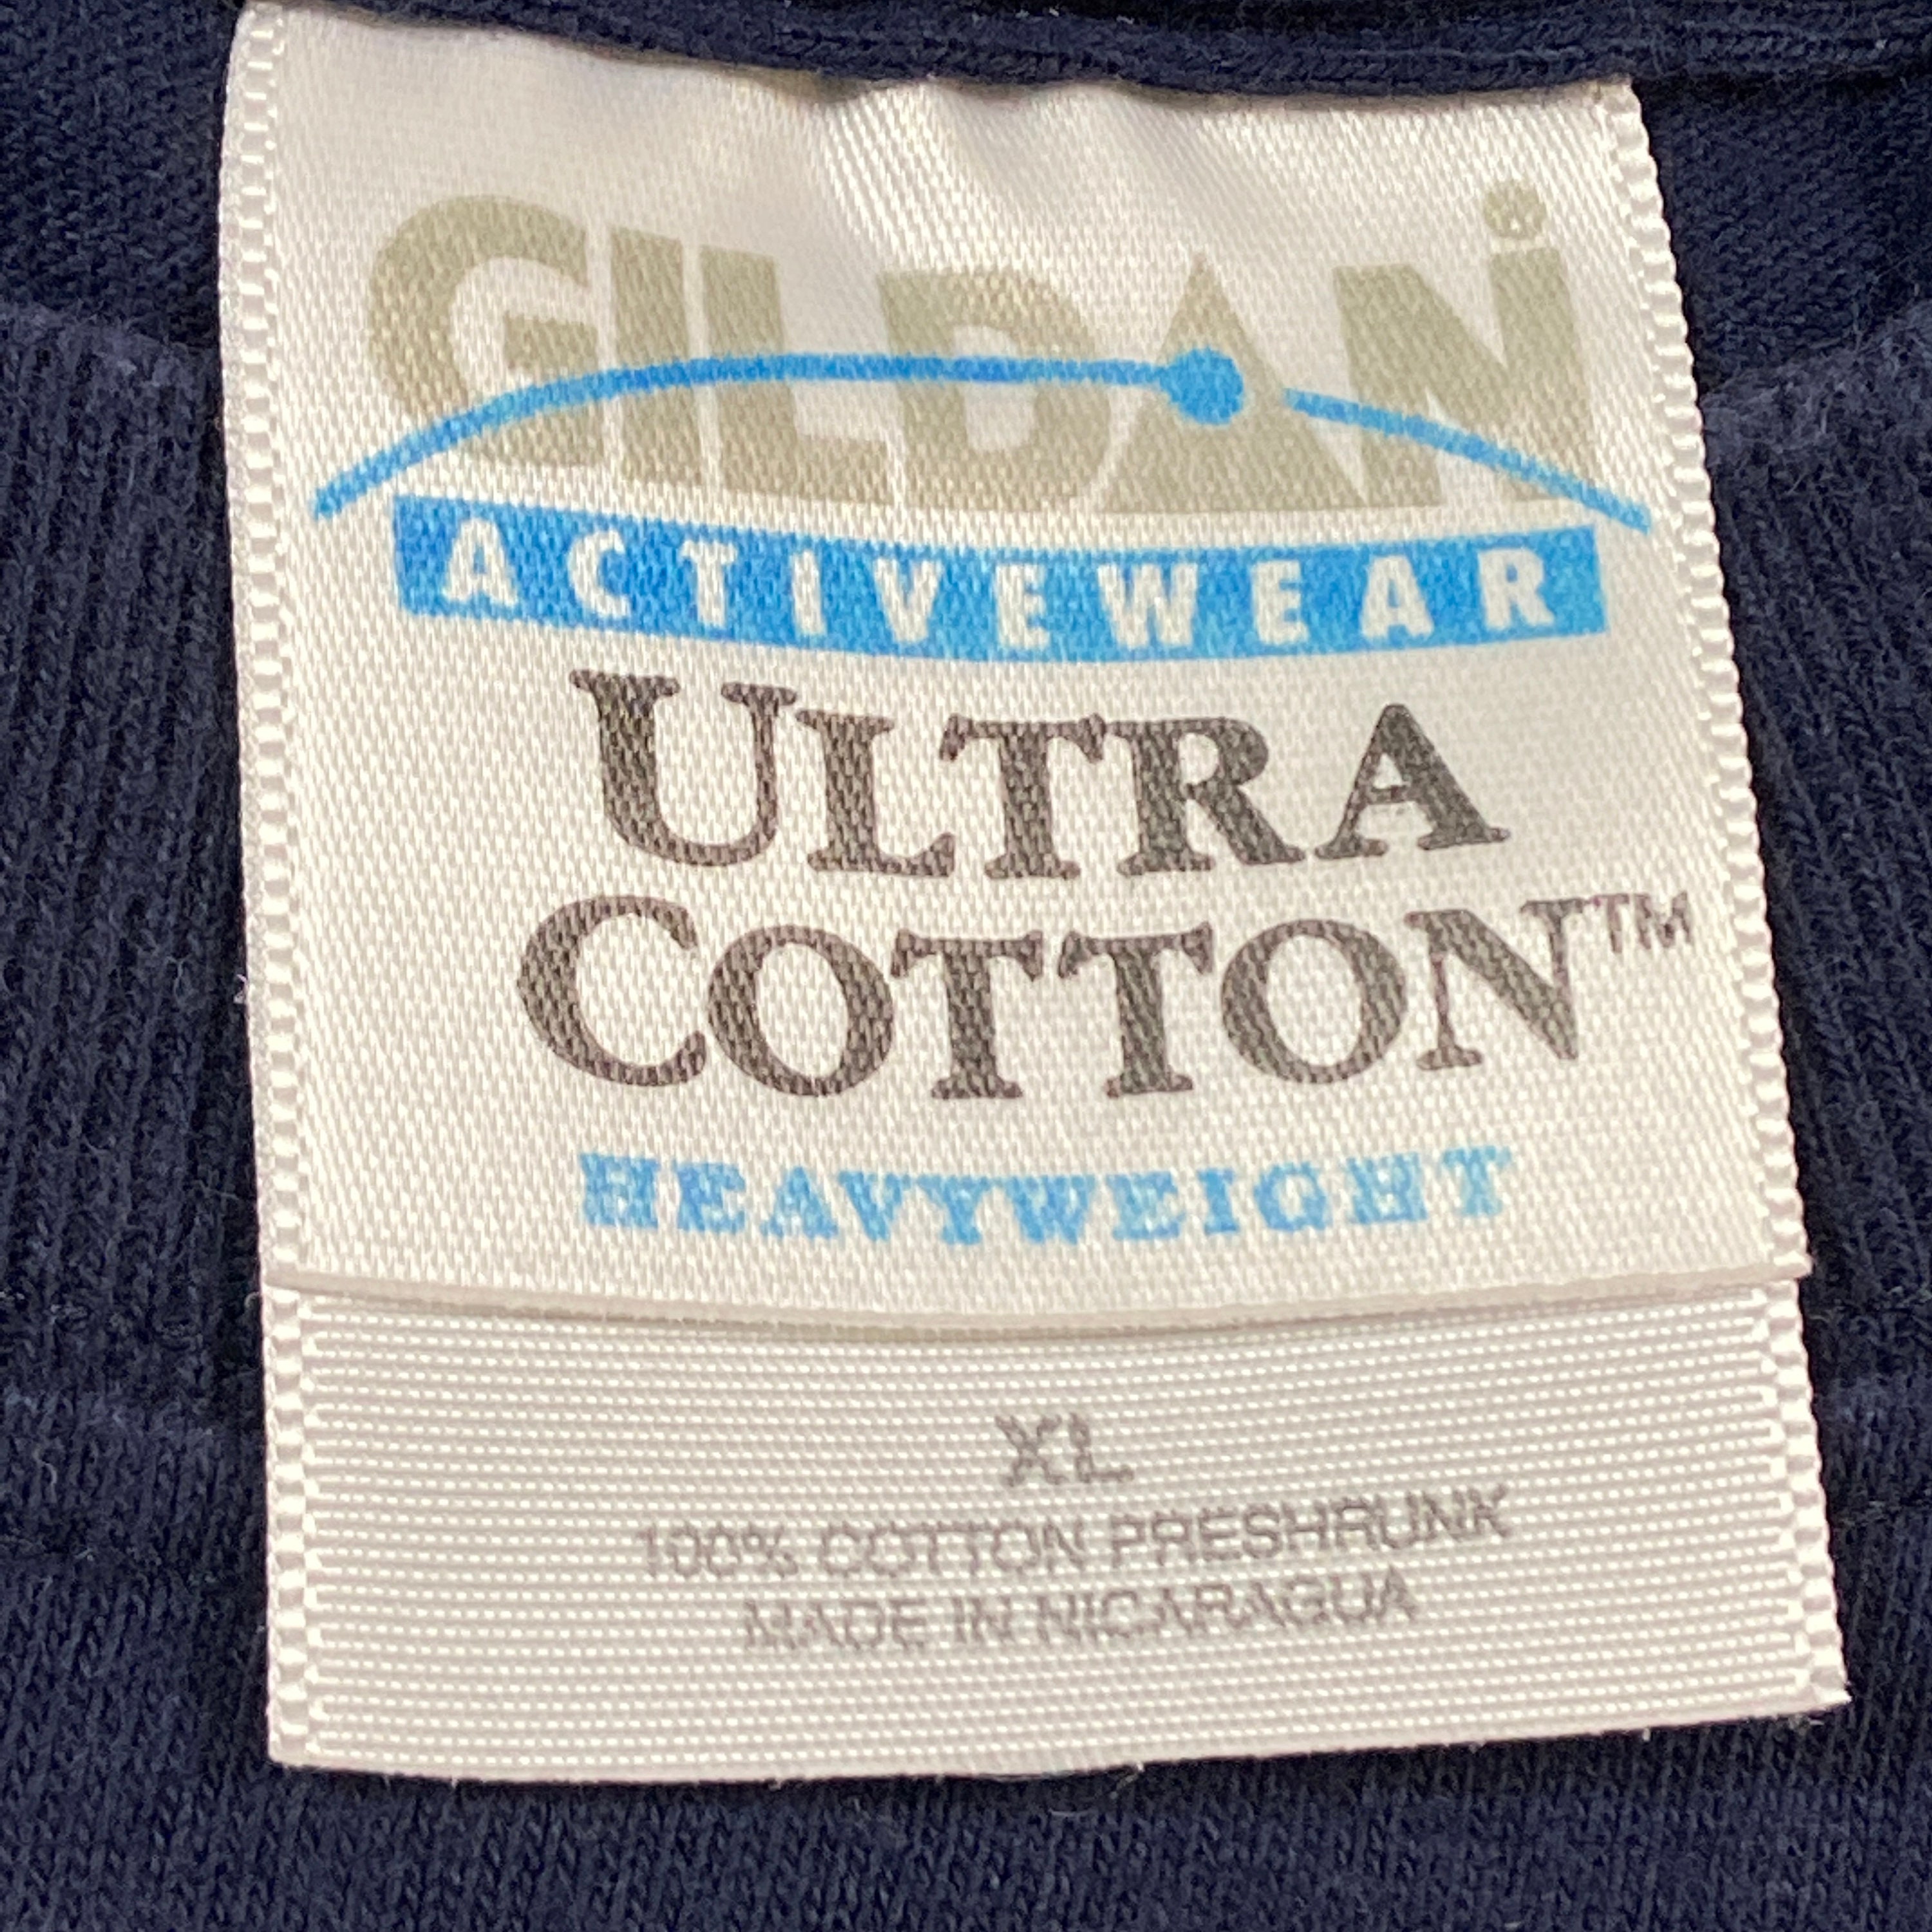 GILDAN®
ACTIVEWEAR
ULTRA
COTTON™
HEAVYWEIGHT
XL
100% COTTON PRESHRUNK
MADE IN NICARAGUA